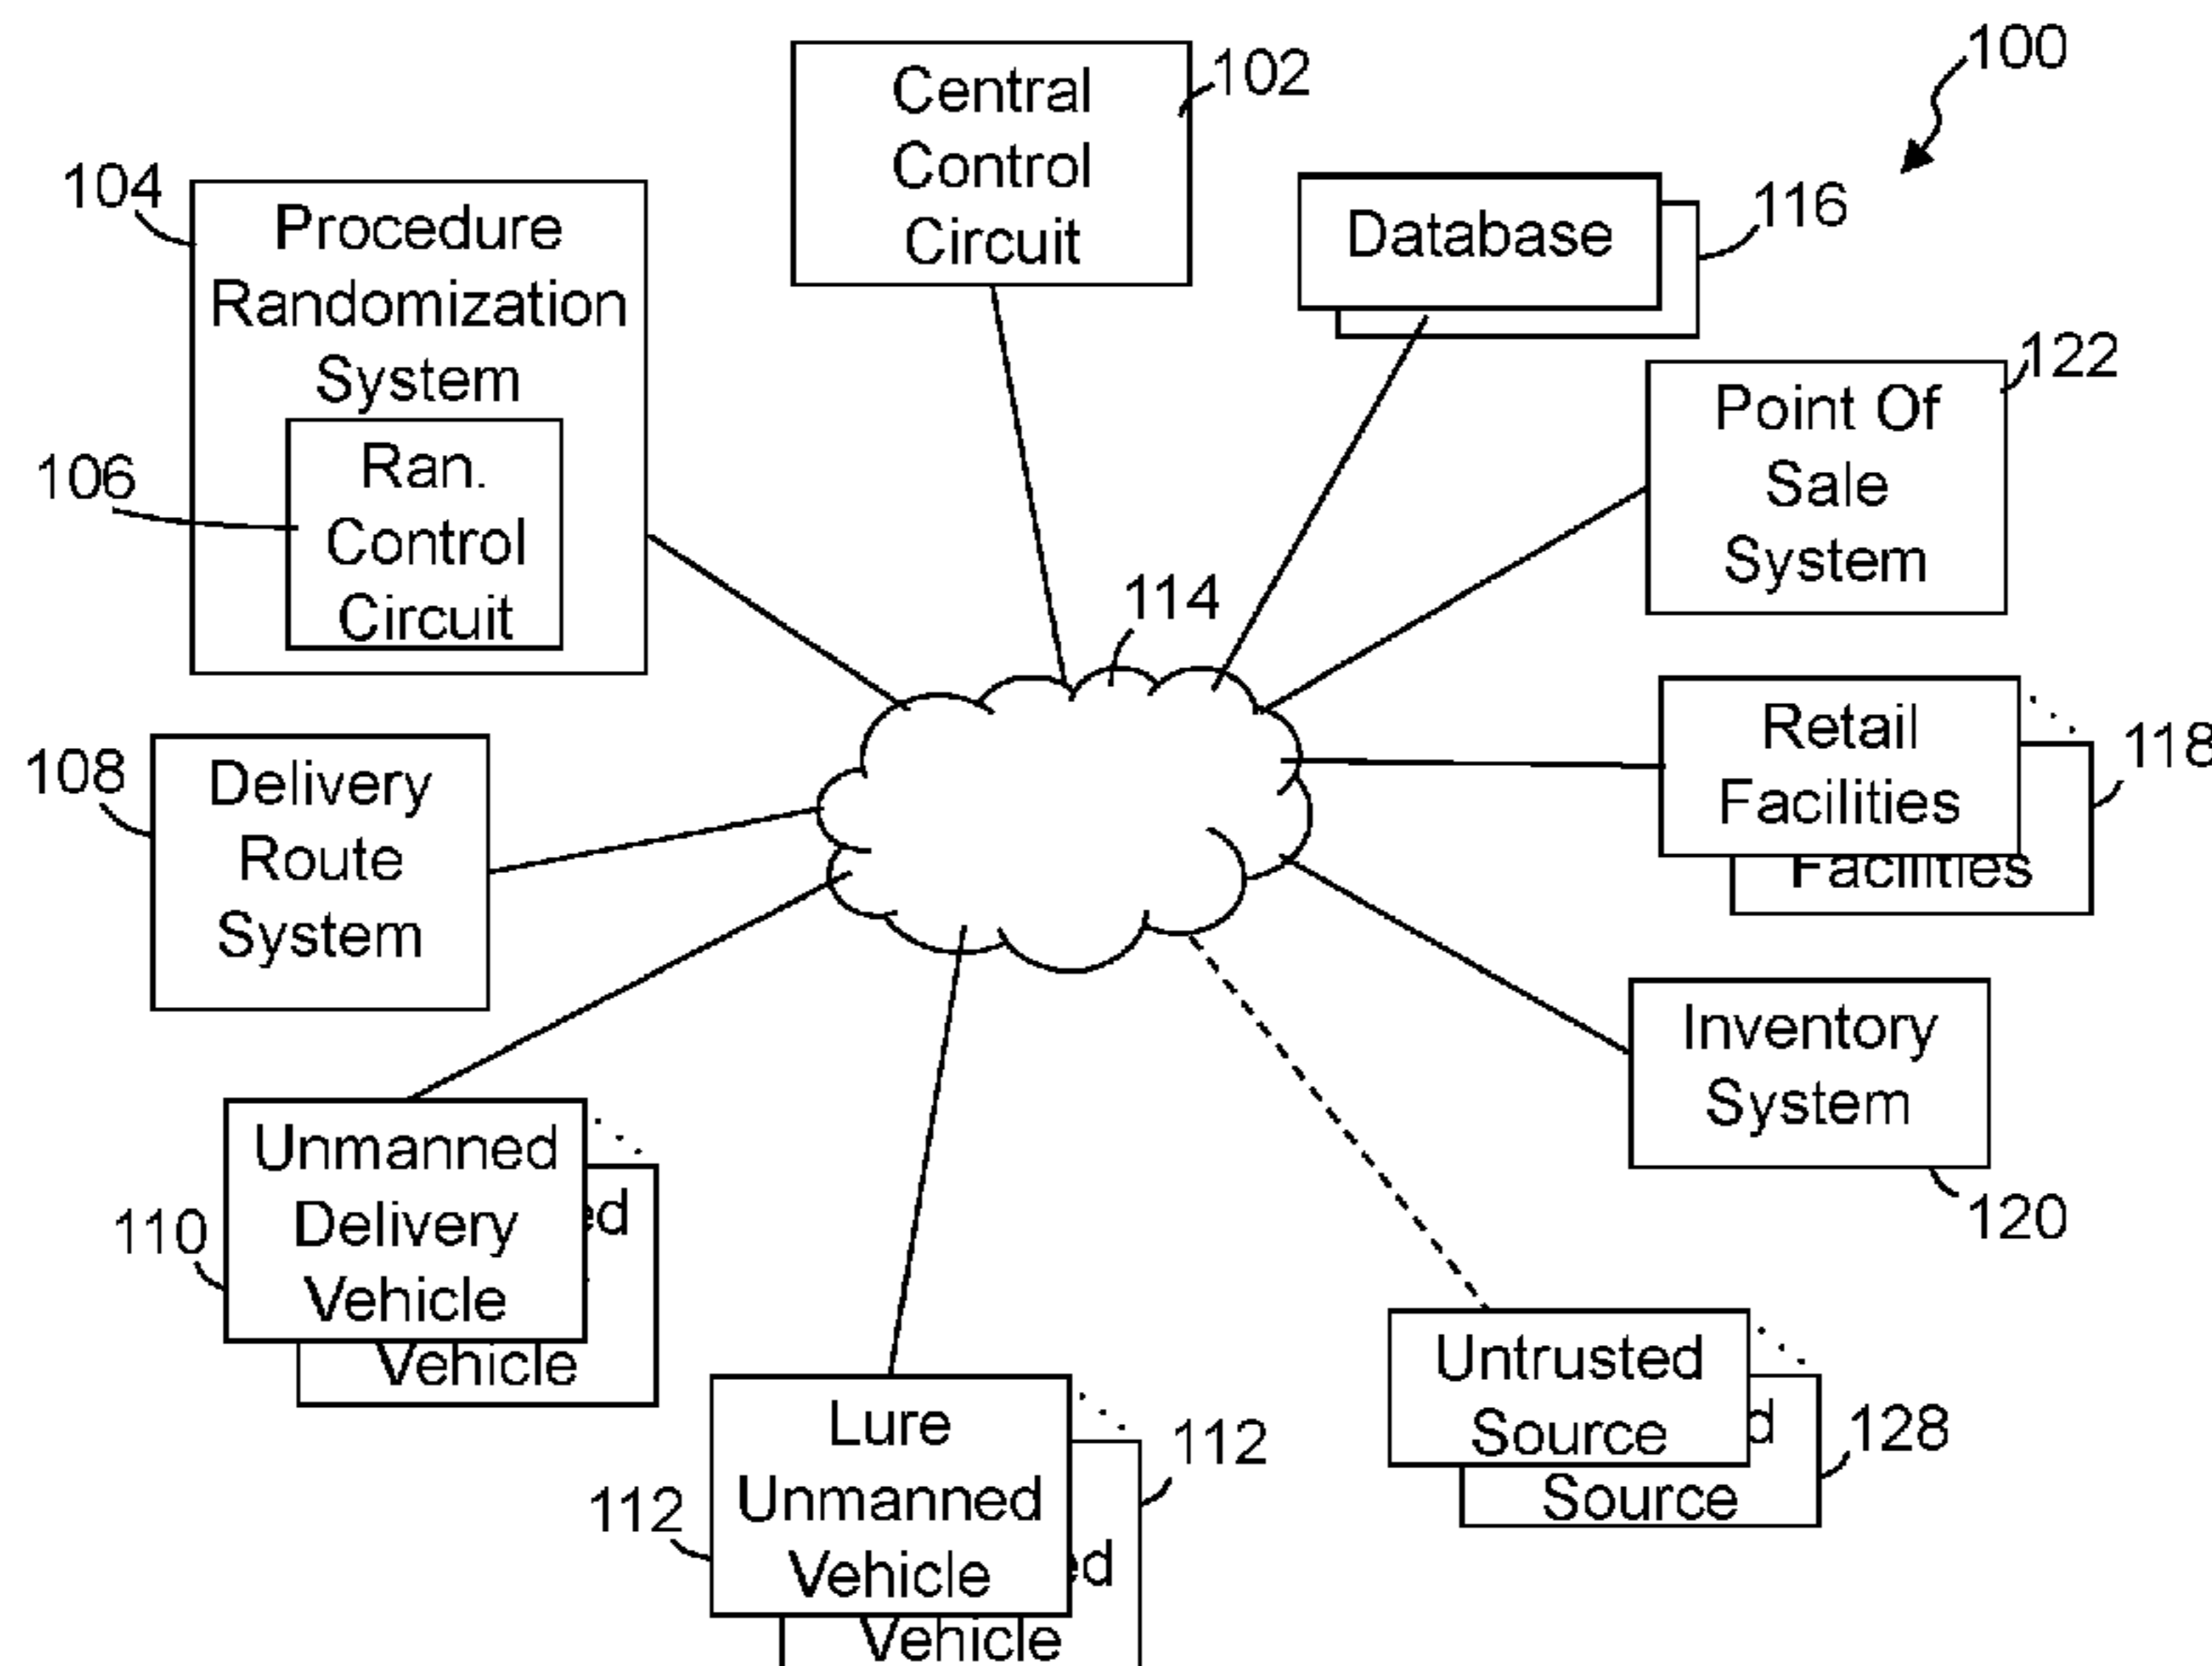 100
Central
Control
Circuit
102
104
Procedure
Randomization
System
106
Ran.
Control
Circuit
Database
116
Point Of
Sale
System
122
114
108
Delivery
Route
System
Retail
Facilities
Facilities
118
Inventory
System
120
110
Unmanned
Delivery
Vehicle
Vehicle
112
Lure
Unmanned
Vehicle
Vehicle
112
Untrusted
Source
Source
128